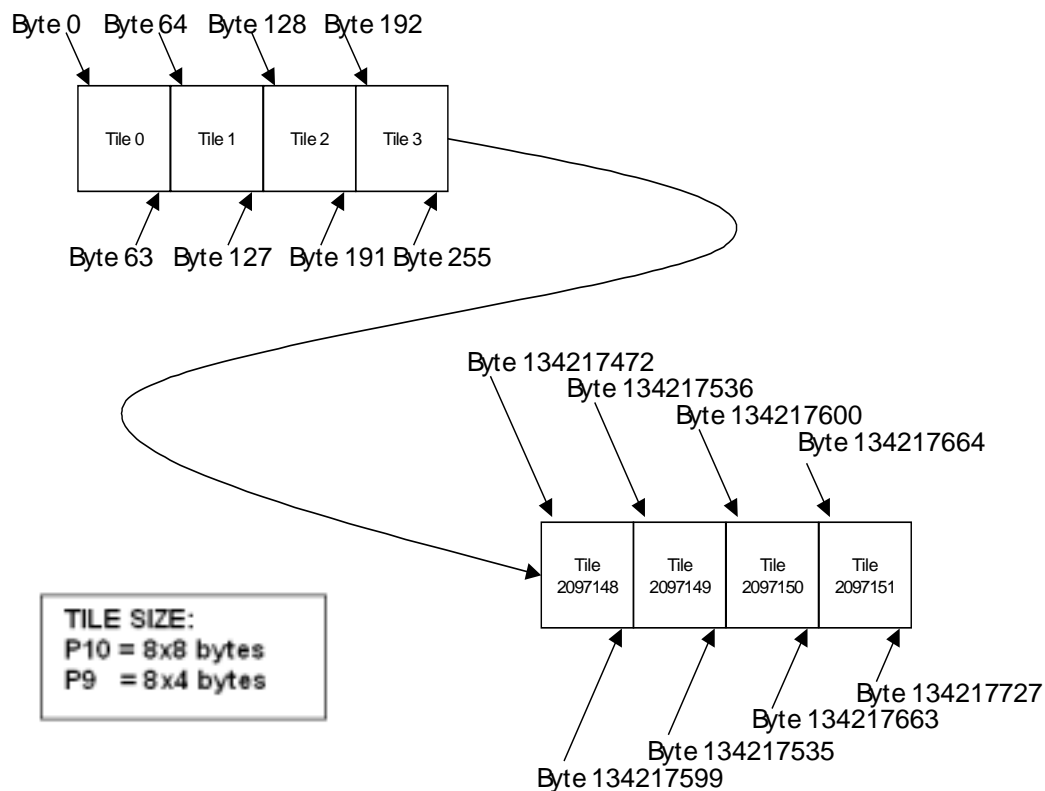 Byte 0 Byte 64 Byte 128 Byte 192
Tile 0 Tile 1 Tile 2 Tile 3
Byte 63 Byte 127 Byte 191 Byte 255
Byte 134217472
Byte 134217536
Byte 134217600
Byte 134217664
Tile 2097148
Tile 2097149
Tile 2097150
Tile 2097151
TILE SIZE:
P10 = 8x8 bytes
P9 = 8x4 bytes
Byte 134217727
Byte 134217663
Byte 134217535
Byte 134217599